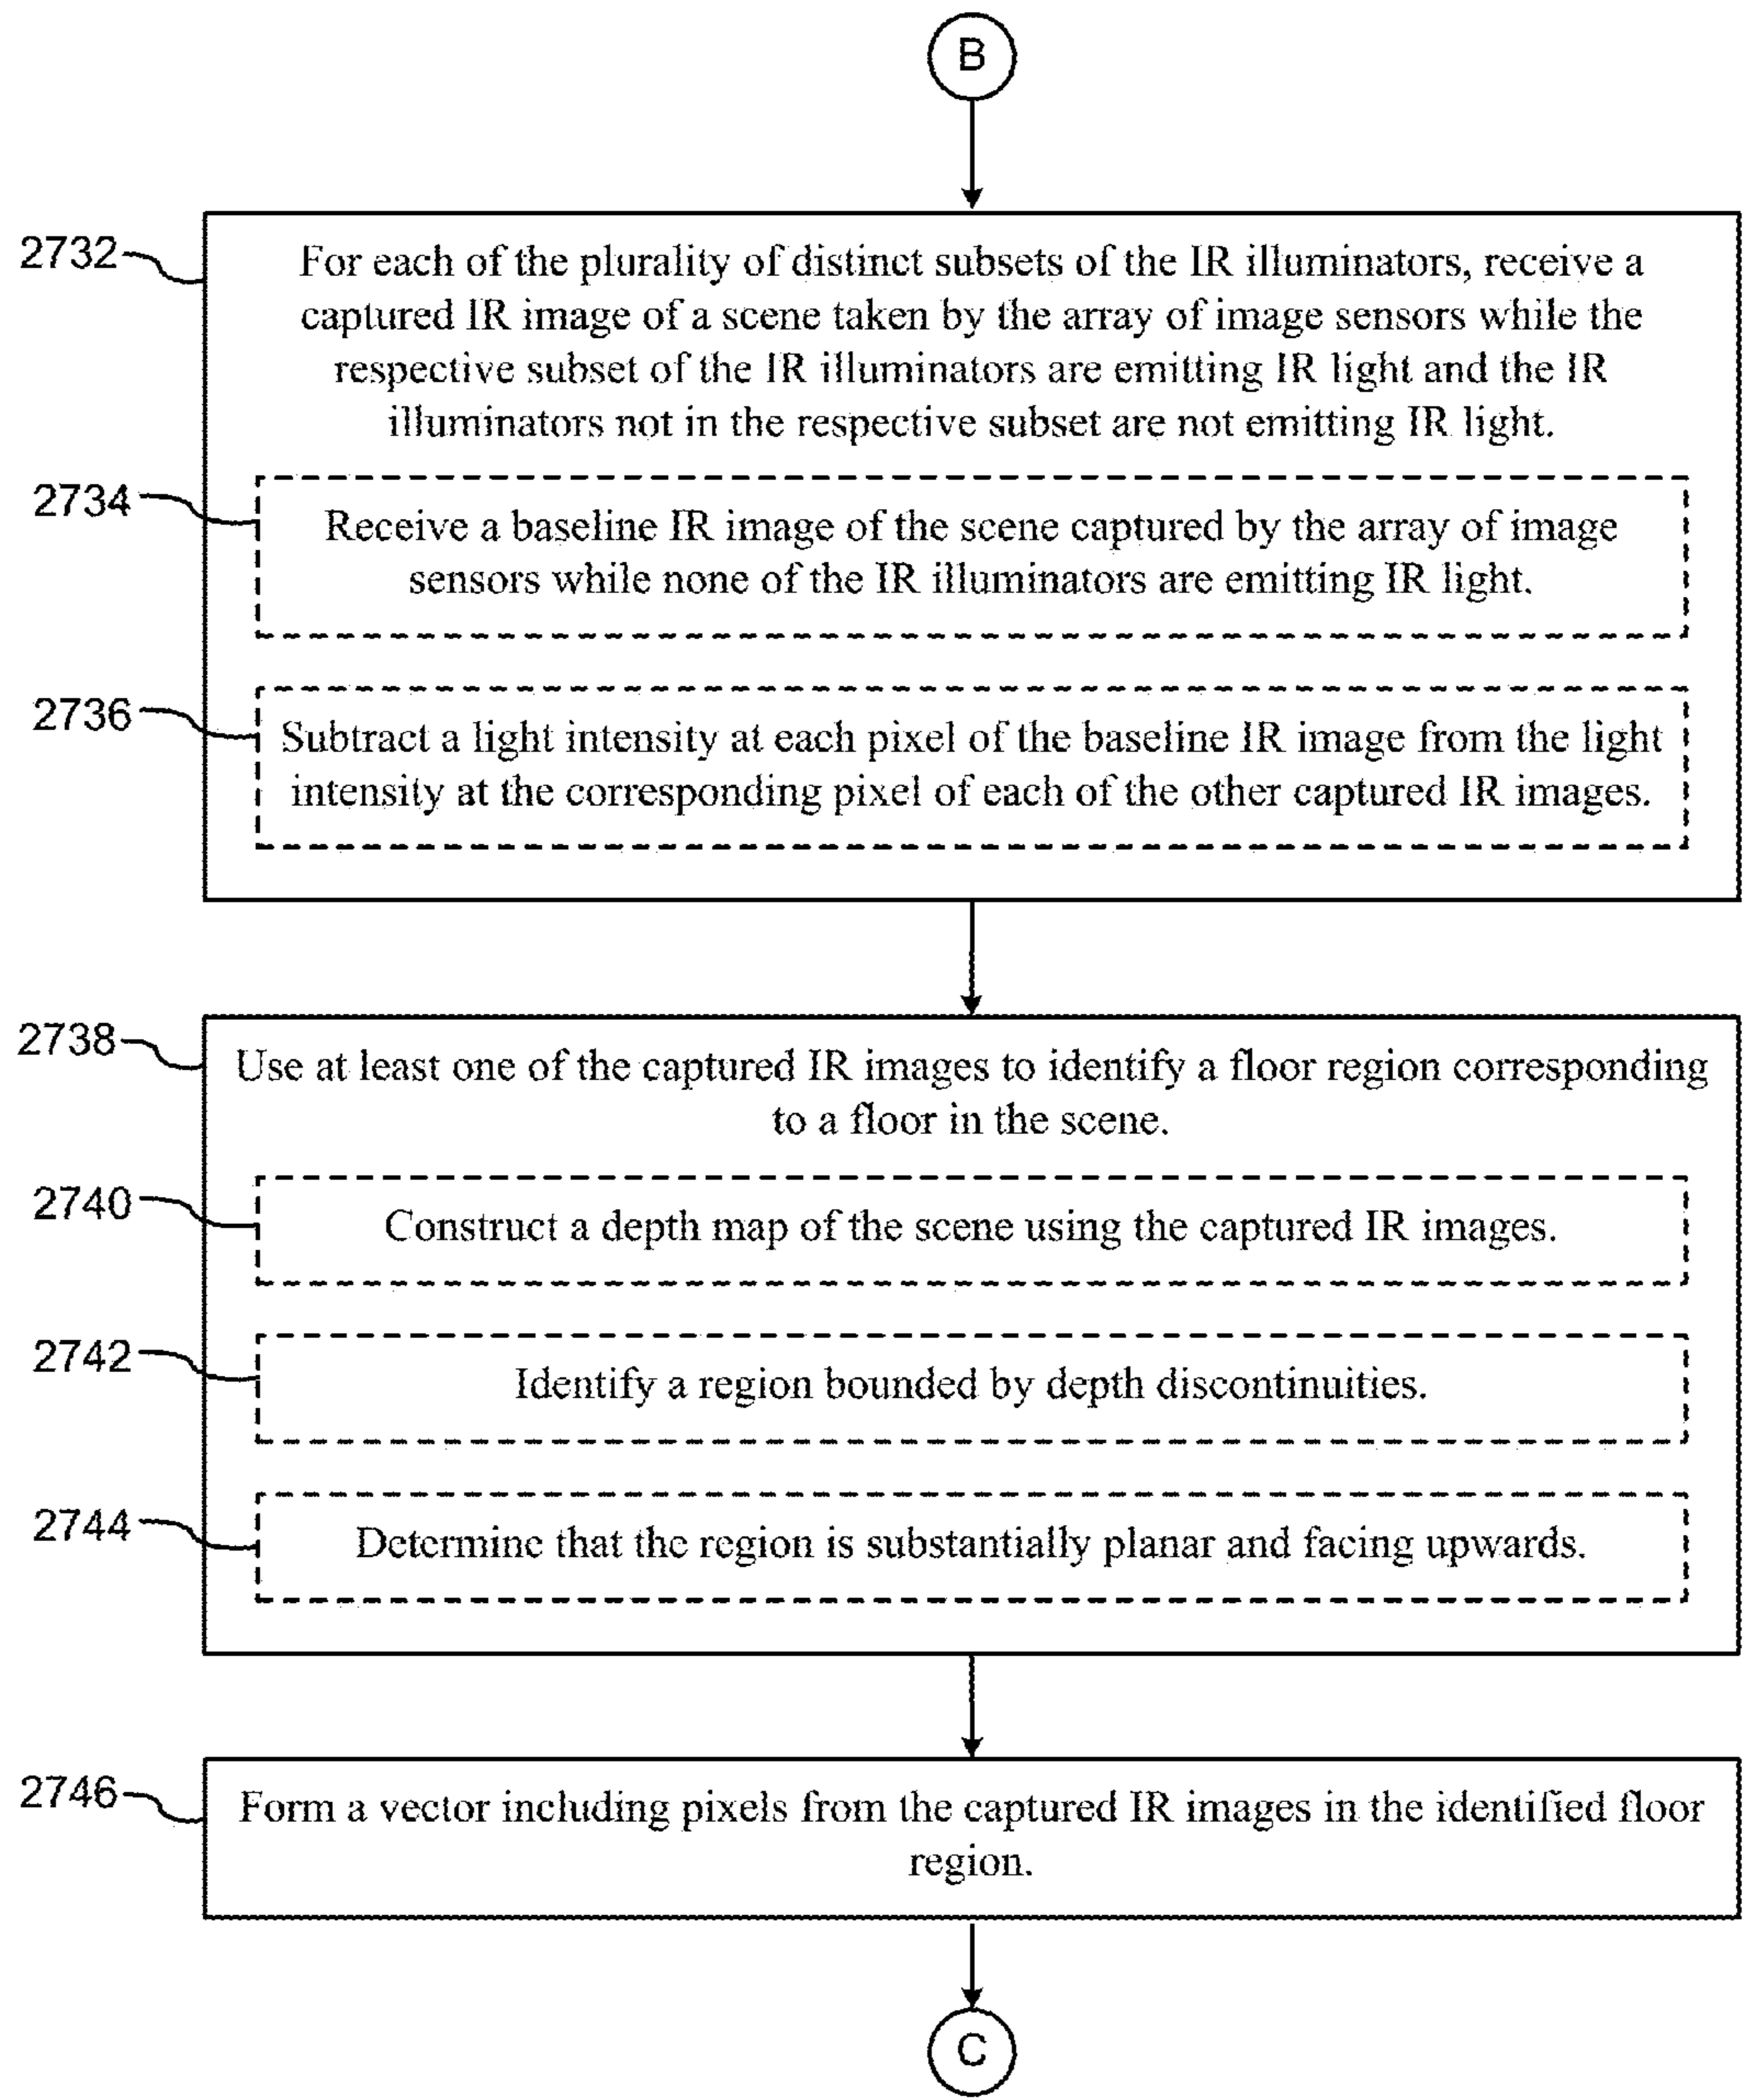 B
2732
For each of the plurality of distinct subsets of the IR illuminators, receive a
captured IR image of a scene taken by the array of image sensors while the
respective subset of the IR illuminators are emitting IR light and the IR
illuminators not in the respective subset are not emitting IR light.
2734
Receive a baseline IR image of the scene captured by the array of image
sensors while none of the IR illuminators are emitting IR light.
2736
Subtract a light intensity at each pixel of the baseline IR image from the light
intensity at the corresponding pixel of each of the other captured IR images.
2738
Use at least one of the captured IR images to identify a floor region corresponding
to a floor in the scene.
2740
Construct a depth map of the scene using the captured IR images.
2742
Identify a region bounded by depth discontinuities.
2744
Determine that the region is substantially planar and facing upwards.
2746
Form a vector including pixels from the captured IR images in the identified floor
region.
C